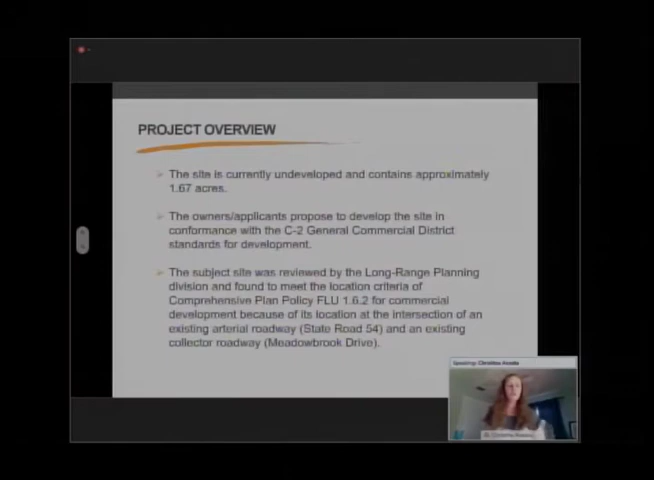 PROJECT OVERVIEW
The site is currently undeveloped and contains approximately
1.67 acres.
The owners/applicants propose to develop the site in
conformance with the C-2 General Commercial District
standards for development.
The subject site was reviewed by the Long-Range Planning
division and found to meet the location criteria of
Comprehensive Plan Policy FLU 1.6.2 for commercial
development because of its location at the intersection of an
existing arterial roadway (State Road 54) and an existing
collector roadway (Meadowbrook Drive).
Speaking: Christina